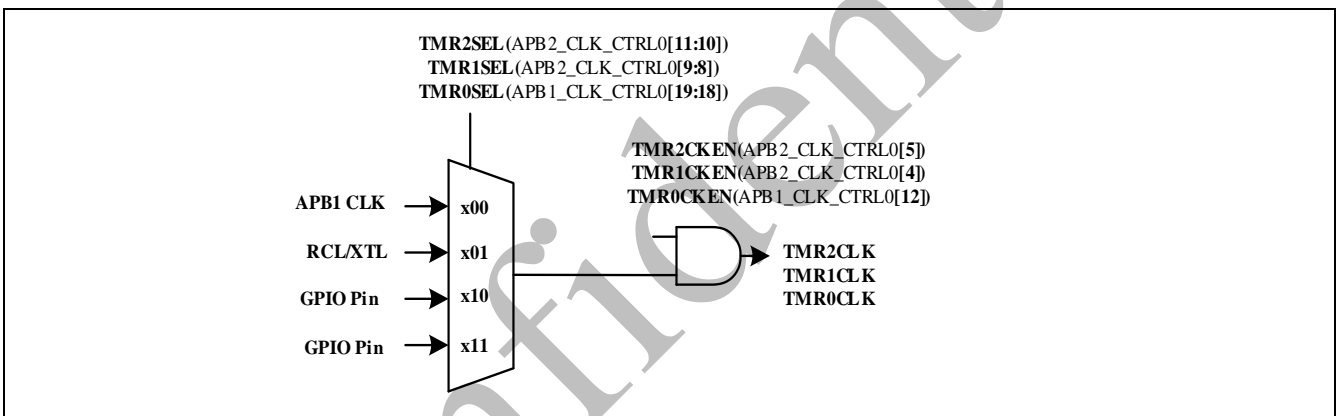 TMR2SEL(APB2_CLK_CTRL0[11:10])
TMR1SEL(APB2_CLK_CTRL0[9:8])
TMR0SEL(APB1_CLK_CTRL0[19:18])
TMR2CKEN(APB2_CLK_CTRL0[5])
TMR1CKEN(APB2_CLK_CTRL0[4])
TMR0CKEN(APB1_CLK_CTRL0[12])
APB1 CLK x00
RCL/XTL x01
GPIO Pin x10
GPIO Pin x11
TMR2CLK
TMR1CLK
TMR0CLK
fident